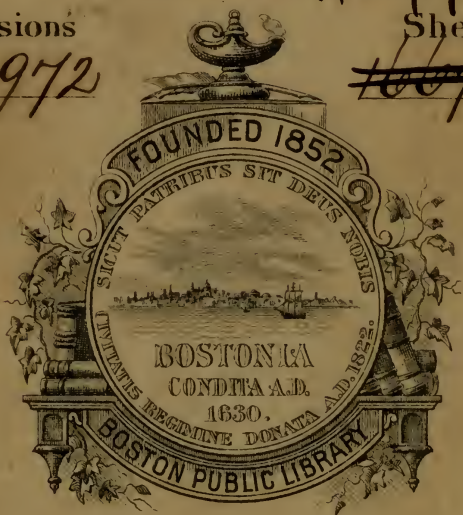 sions
She
972
FOUNDED 1852
SICUT PATRIBUS SIT DEUS NOBIS
BOSTONIA
CONDITA A.D.
1630.
CIVITATIS REGIMINE DONATA A.D. 1822.
BOSTON PUBLIC LIBRARY